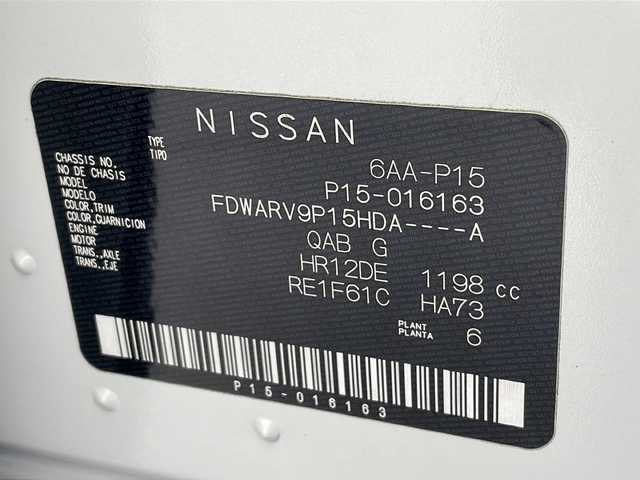 NISSAN
TYPE
TIPO
6AA-P15
CHASSIS NO.
NO DE CHASIS
P15-016163
MODEL
MODELO
FDWARV9P15HDA----A
COLOR,TRIM
COLOR,GUARNICION
QAB G
ENGINE
MOTOR
HR12DE 1198 cc
TRANS.,AXLE
TRANS.,EJE
RE1F61C HA73
PLANT
PLANTA
6
P15-016163